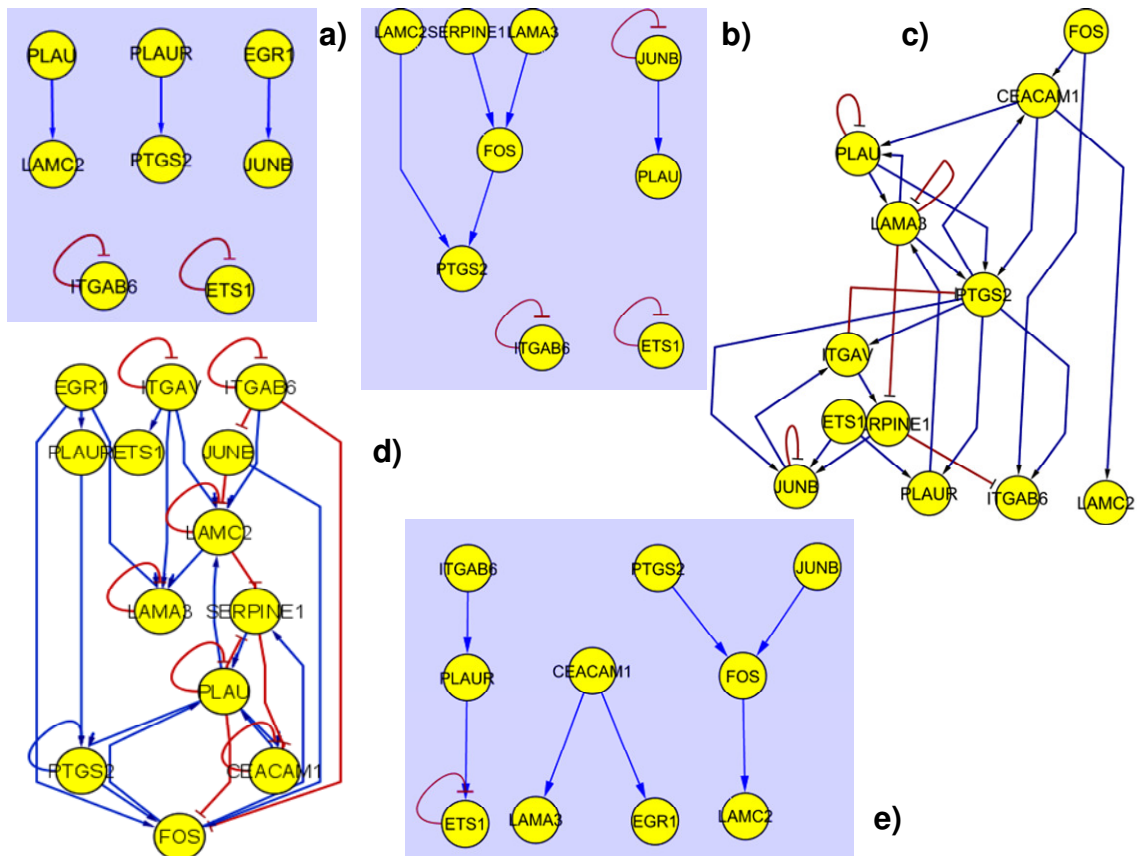 a)
PLAU
PLAUR
EGR1
LAMC2
PTGS2
JUNB
ITGAB6
ETS1
b)
LAMC2
SERPINE1
LAMA3
JUNB
FOS
PLAU
PTGS2
ITGAB6
ETS1
c)
FOS
CEACAM1
PLAU
LAMA3
PTGS2
ITGAV
ETS1
RPINE1
JUNB
PLAUR
ITGAB6
LAMC2
d)
EGR1
ITGAV
ITGAB6
PLAUR
ETS1
JUNB
LAMC2
LAMA3
SERPINE1
PLAU
PTGS2
CEACAM1
FOS
e)
ITGAB6
PTGS2
JUNB
PLAUR
CEACAM1
FOS
ETS1
LAMA3
EGR1
LAMC2